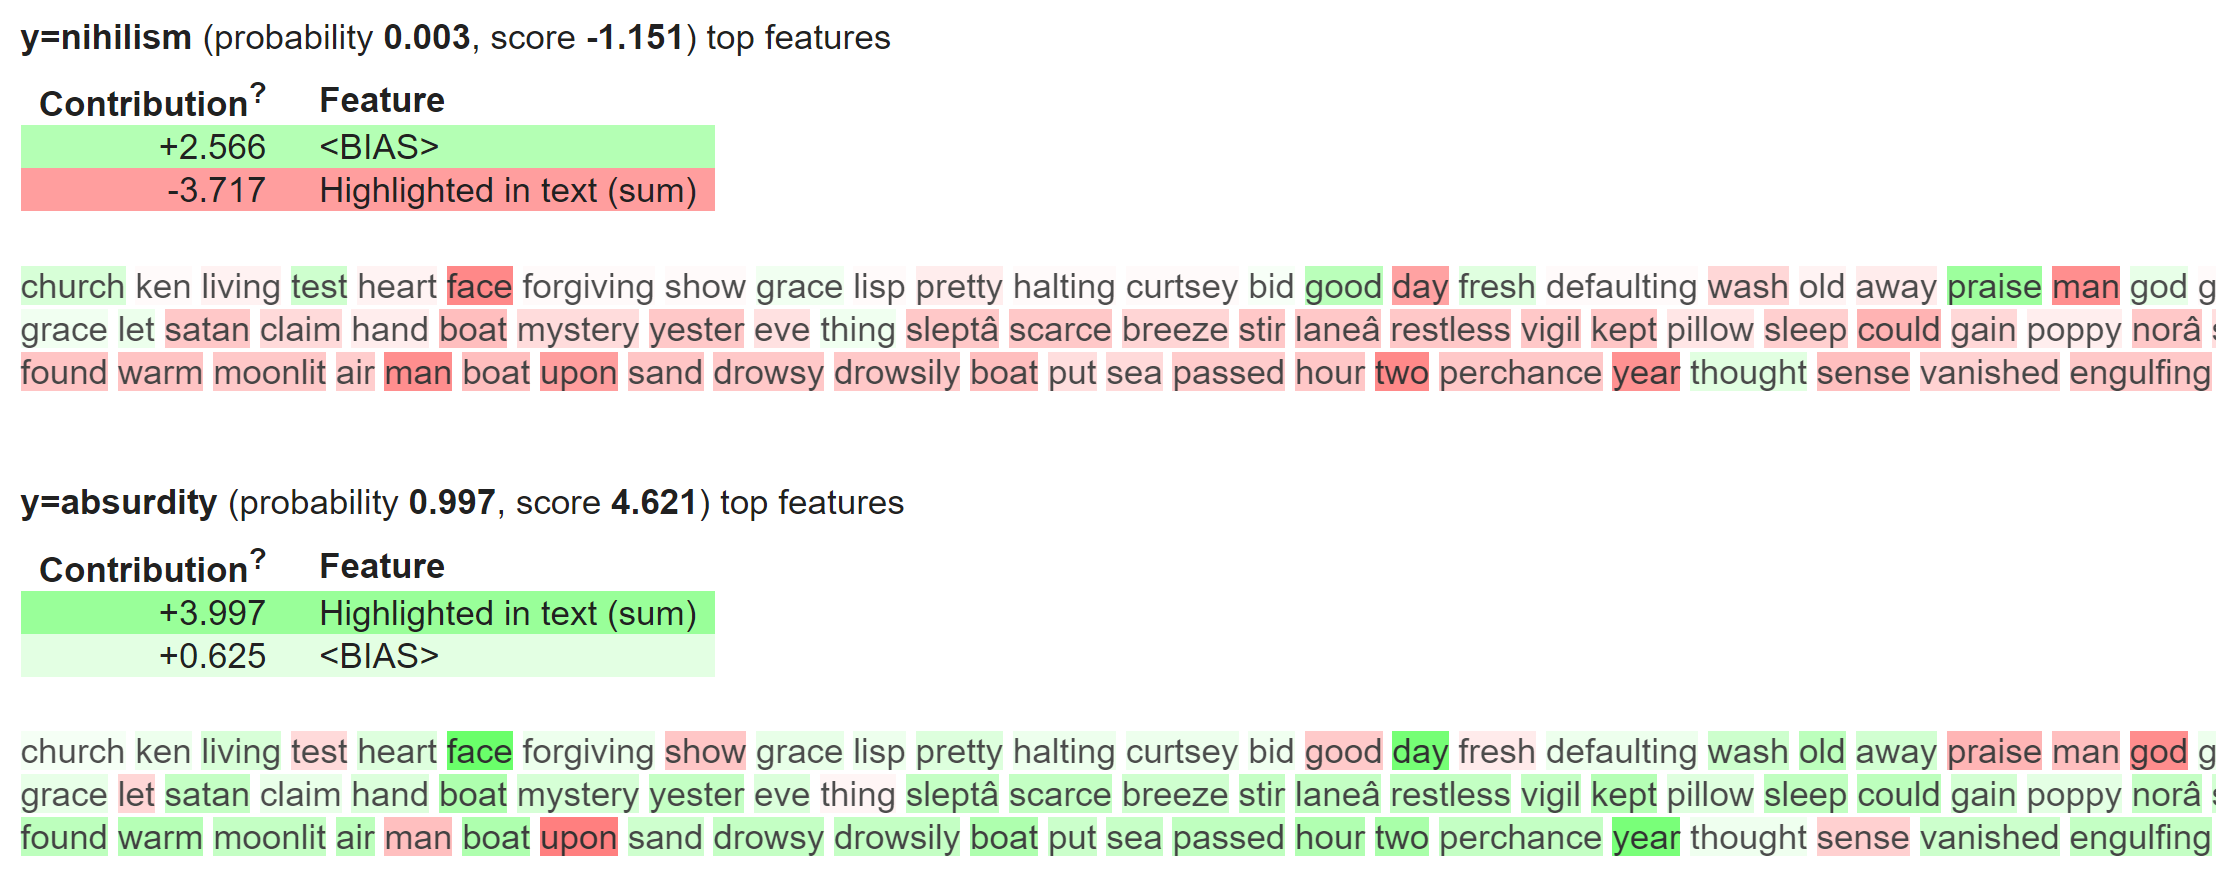 y=nihilism (probability 0.003, score -1.151) top features
Contribution? Feature
+2.566 <BIAS>
-3.717 Highlighted in text (sum)
church ken living test heart face forgiving show grace lisp pretty halting curtsey bid good day fresh defaulting wash old away praise man god g
grace let satan claim hand boat mystery yester eve thing sleptâ scarce breeze stir laneâ restless vigil kept pillow sleep could gain poppy norâ
found warm moonlit air man boat upon sand drowsy drowsily boat put sea passed hour two perchance year thought sense vanished engulfing
y=absurdity (probability 0.997, score 4.621) top features
Contribution? Feature
+3.997 Highlighted in text (sum)
+0.625 <BIAS>
church ken living test heart face forgiving show grace lisp pretty halting curtsey bid good day fresh defaulting wash old away praise man god g
grace let satan claim hand boat mystery yester eve thing sleptâ scarce breeze stir laneâ restless vigil kept pillow sleep could gain poppy norâ
found warm moonlit air man boat upon sand drowsy drowsily boat put sea passed hour two perchance year thought sense vanished engulfing